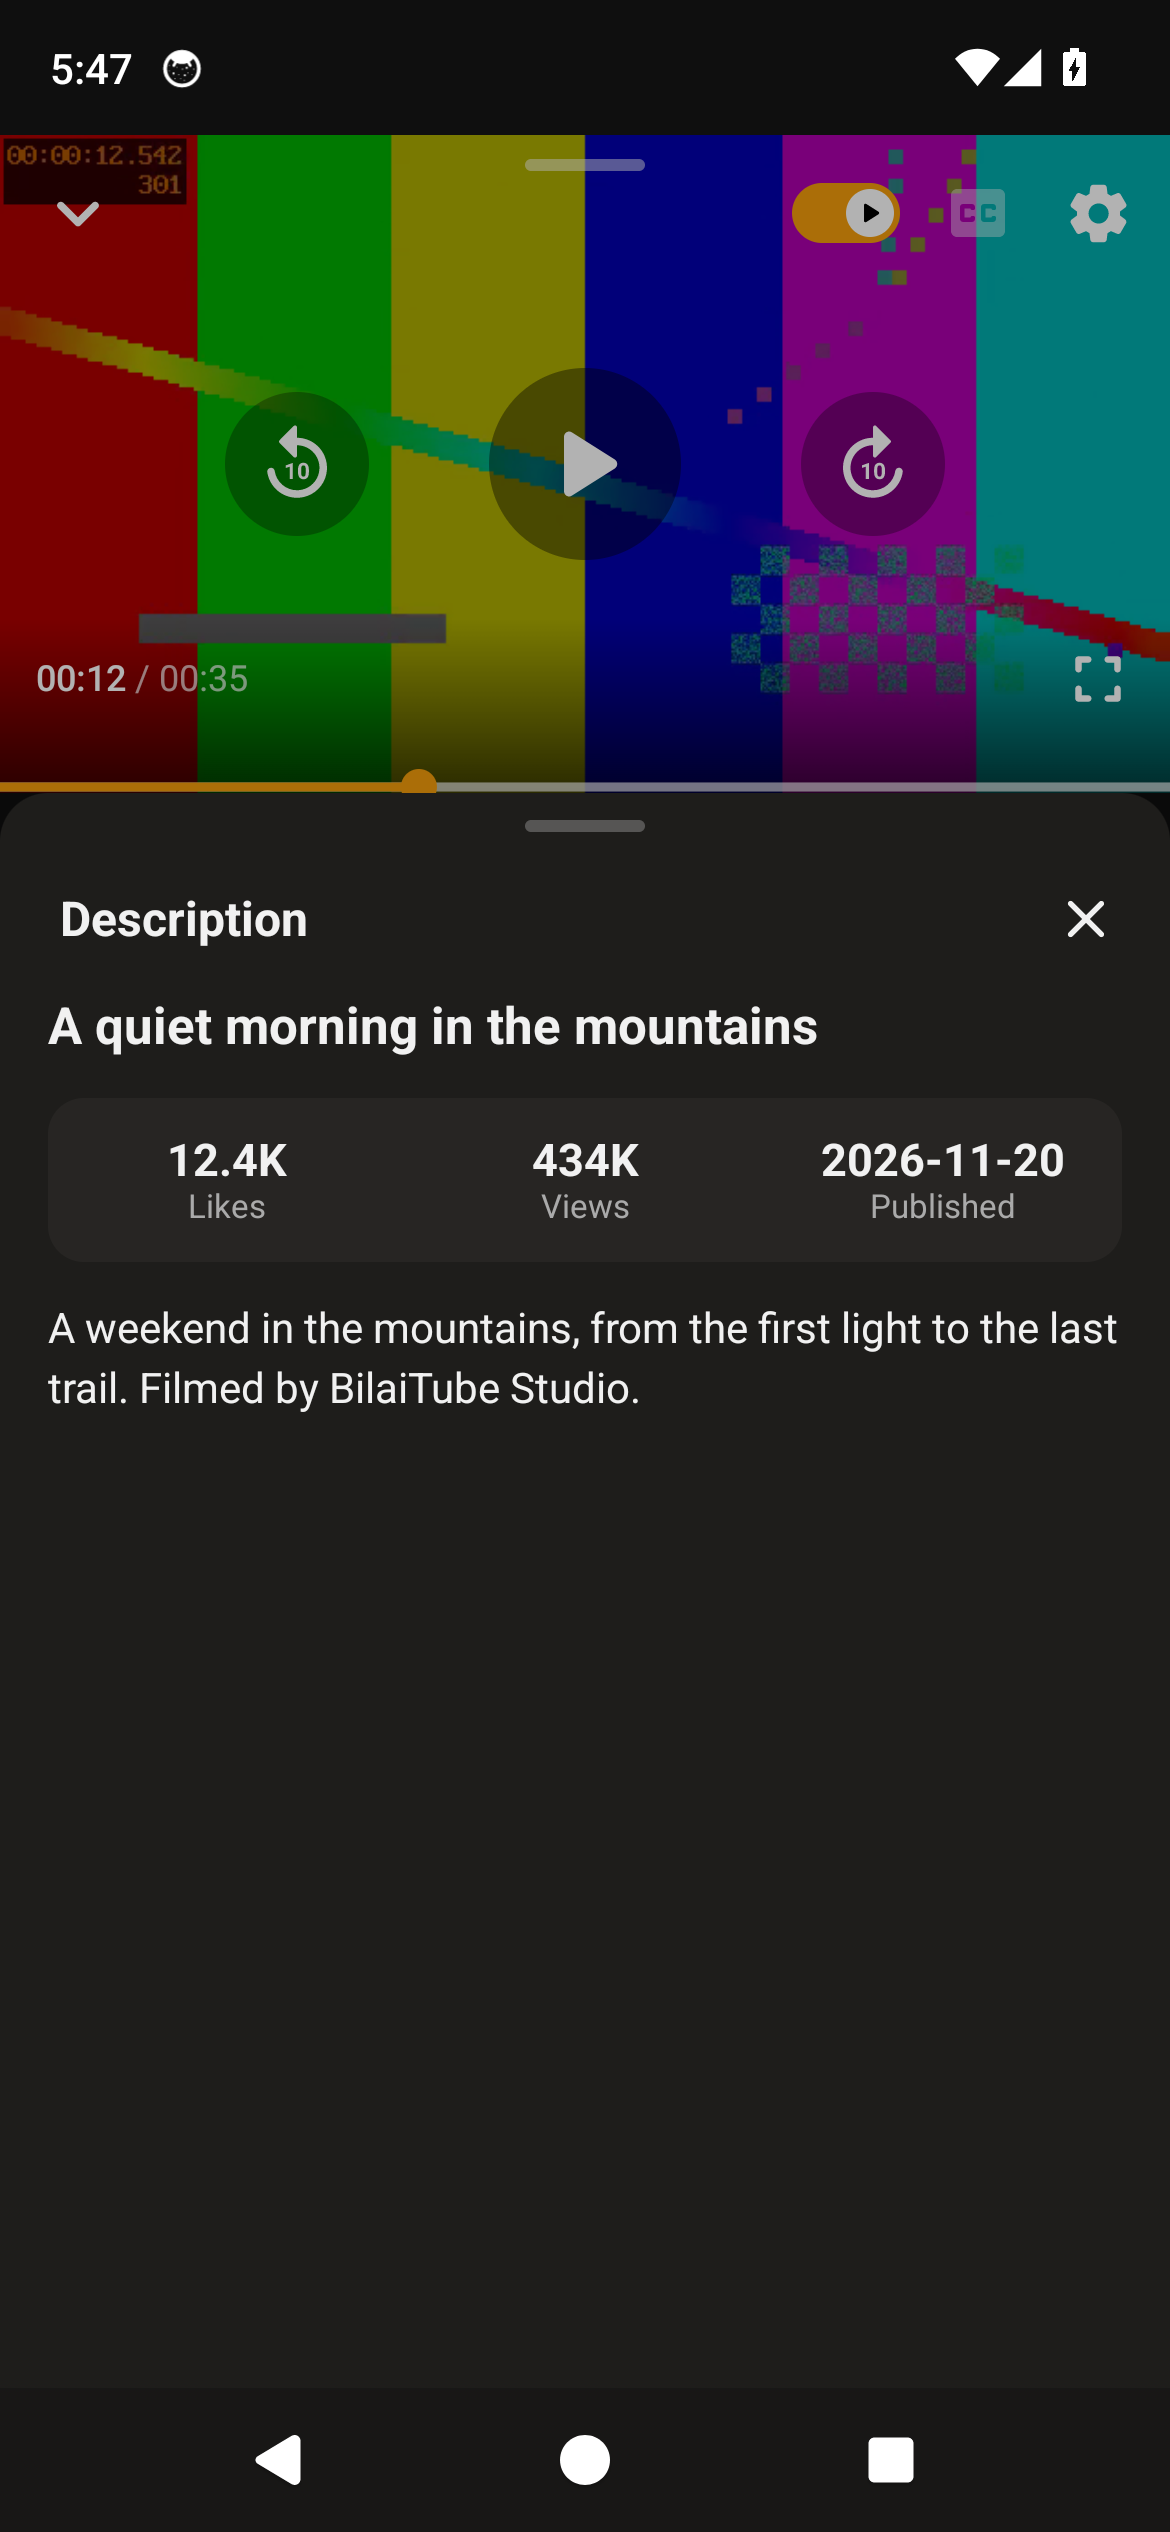 5:47
00:00:12.542
301
CC
10
10
00:12 / 00:35
Description
A quiet morning in the mountains
12.4K
Likes
434K
Views
2026-11-20
Published
A weekend in the mountains, from the first light to the last
trail. Filmed by BilaiTube Studio.